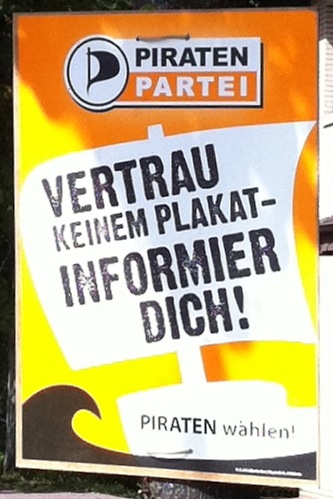 PIRATEN
PARTEI
VERTRAU
KEINEM PLAKAT-
INFORMIER
DICH!
PIRATEN wählen!